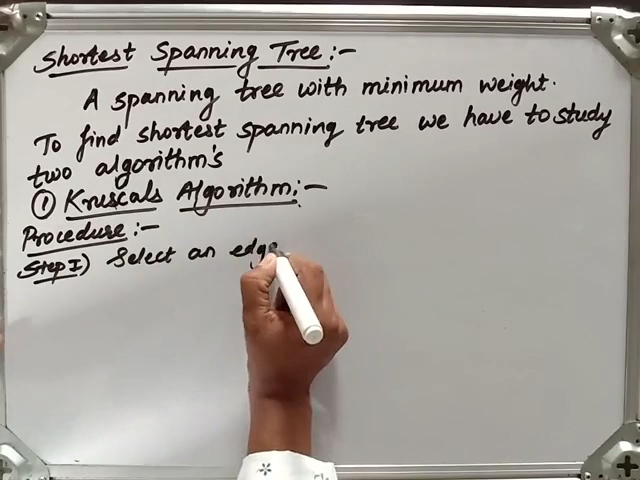 Shortest Spanning Tree:-
A spanning tree with minimum weight.
To find shortest spanning tree we have to study
two algorithm's
① Kruscals Algorithm:-
Procedure:-
Step I) Select an edge